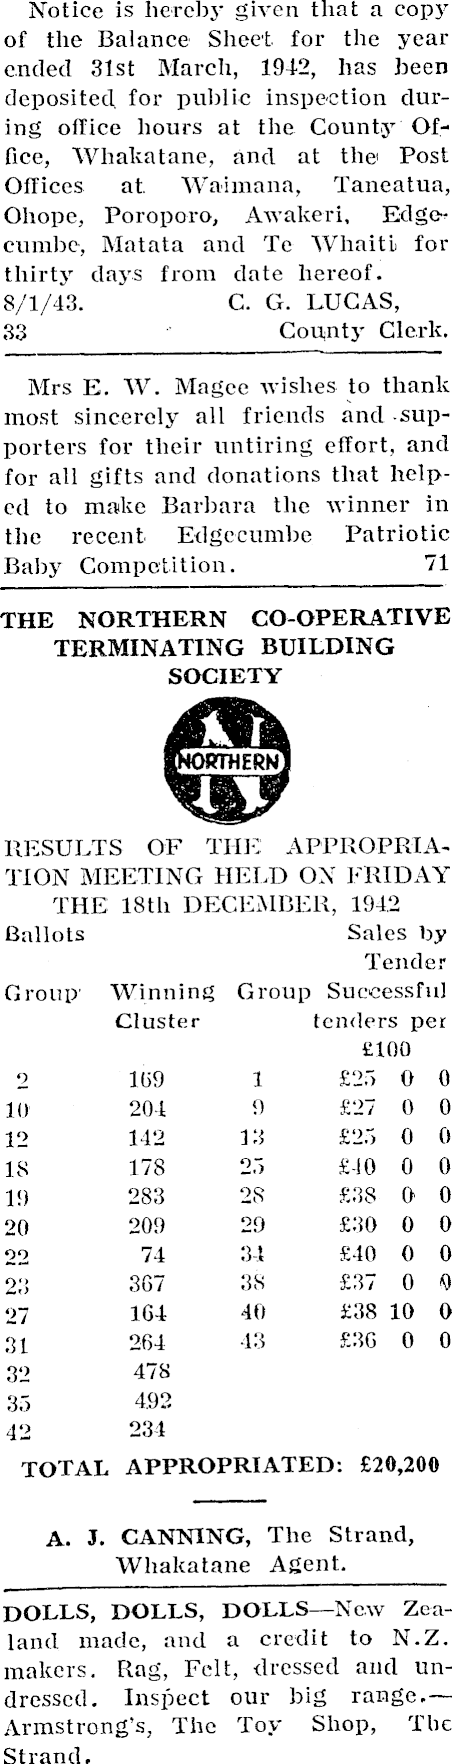 Notice is hereby given that a copy
of the Balance Sheet for the year
ended 31st March, 1942, has been
deposited for public inspection dur-
ing office hours at the County Of-
fice, Whakatane, and at the Post
Offices at Waimana, Taneatua,
Ohope, Poroporo, Awakeri, Edge-
cumbe, Matata and Te Whaiti for
thirty days from date hereof.
8/1/43. C. G. LUCAS,
33 County Clerk.
Mrs E. W. Magee wishes to thank
most sincerely all friends and sup-
porters for their untiring effort, and
for all gifts and donations that help-
ed to make Barbara the winner in
the recent Edgecumbe Patriotic
Baby Competition. 71
THE NORTHERN CO-OPERATIVE
TERMINATING BUILDING
SOCIETY
N
NORTHERN
RESULTS OF THE APPROPRIA-
TION MEETING HELD ON FRIDAY
THE 18th DECEMBER, 1942
Ballots Sales by
Tender
Group Winning Group Successful
Cluster tenders per
£100
2 169 1 £25 0 0
10 204 9 £27 0 0
12 142 13 £25 0 0
18 178 25 £40 0 0
19 283 28 £38 0 0
20 209 29 £30 0 0
22 74 34 £40 0 0
23 367 38 £37 0 0
27 164 40 £38 10 0
31 264 43 £36 0 0
32 478
35 492
42 234
TOTAL APPROPRIATED: £20,200
A. J. CANNING, The Strand,
Whakatane Agent.
DOLLS, DOLLS, DOLLS—New Zea-
land made, and a credit to N.Z.
makers. Rag, Felt, dressed and un-
dressed. Inspect our big range.—
Armstrong's, The Toy Shop, The
Strand.